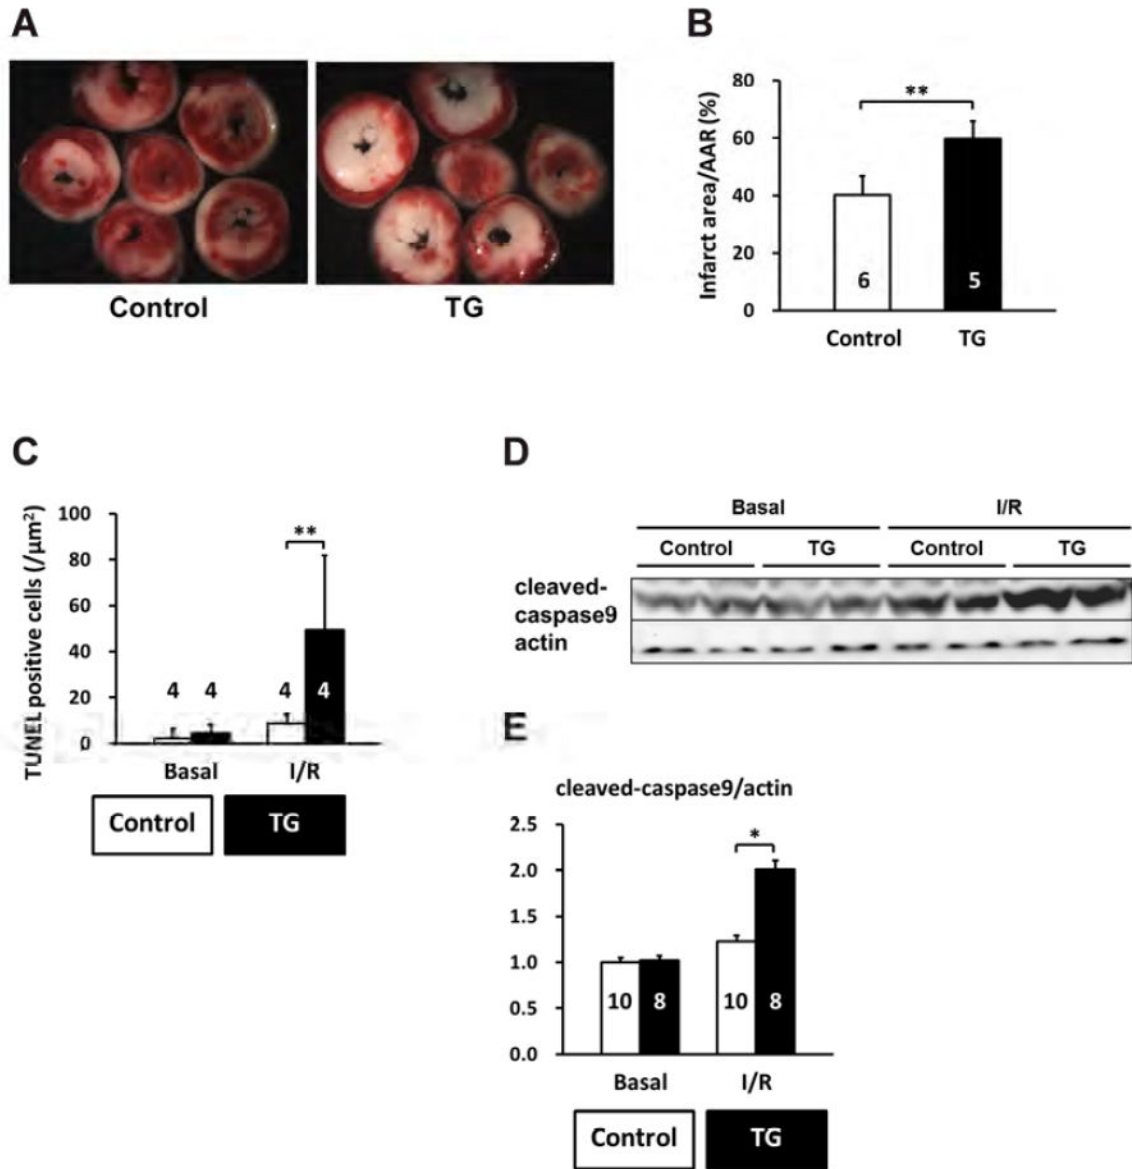 A
Control
TG
B
Infarct area/AAR (%)
80
60
40
20
0
**
6
5
Control
TG
C
TUNEL positive cells (/μm²)
100
80
60
40
20
0
**
4
4
4
4
Basal
I/R
Control
TG
D
Basal
I/R
Control
TG
Control
TG
cleaved-
caspase9
actin
E
cleaved-caspase9/actin
2.5
2.0
1.5
1.0
0.5
0.0
*
10
8
10
8
Basal
I/R
Control
TG